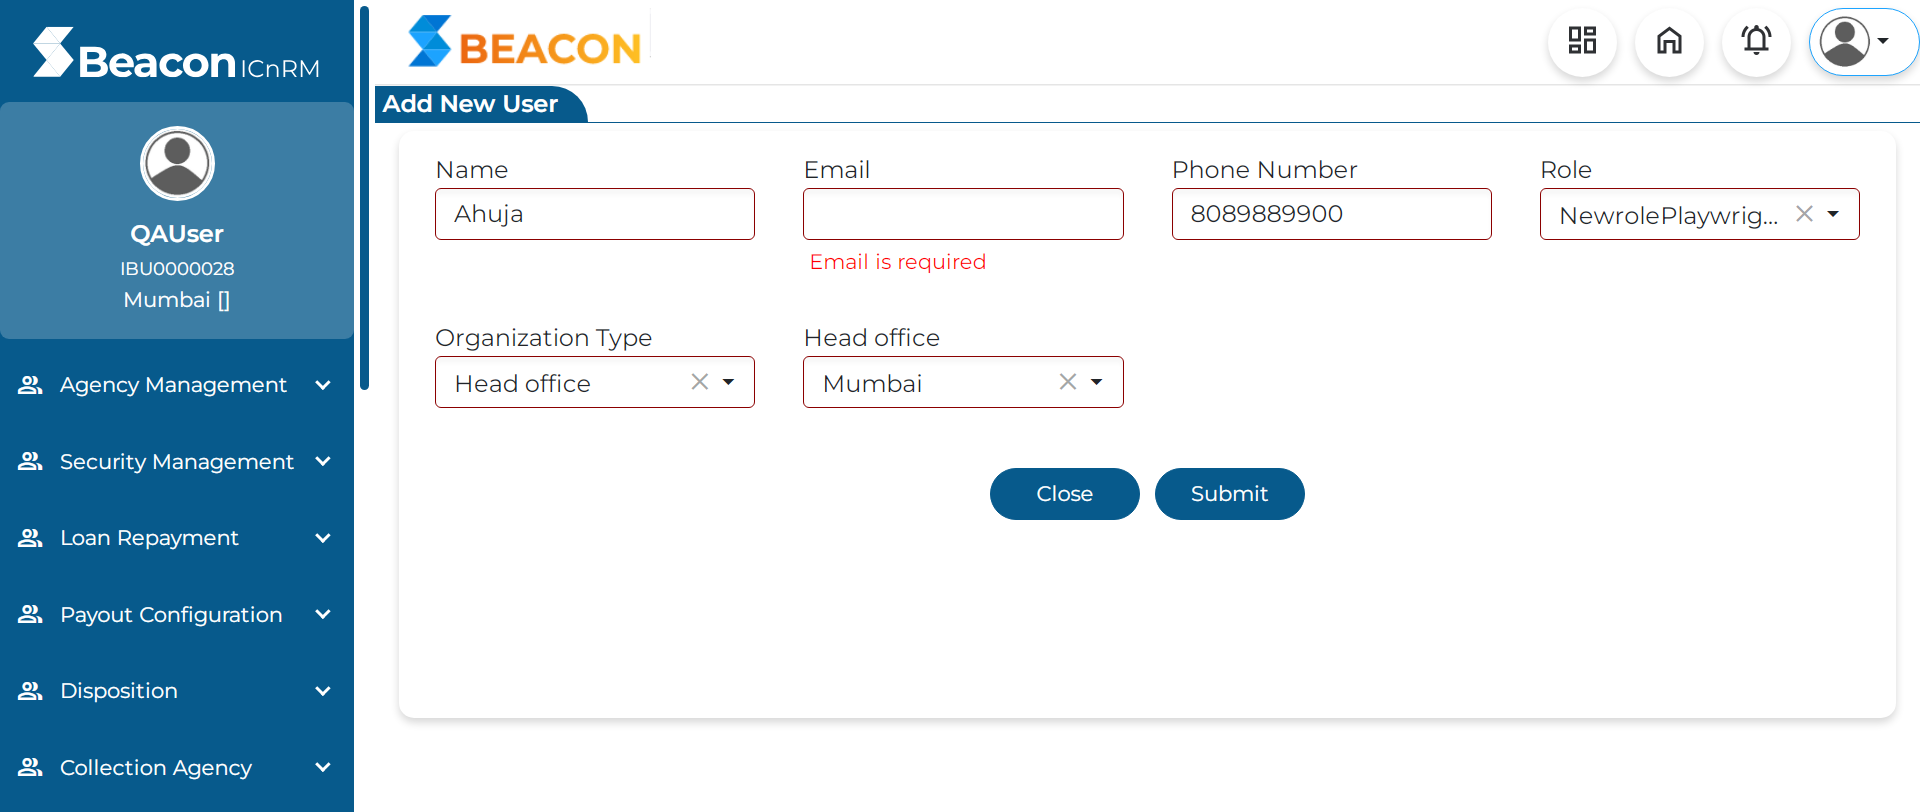 Beacon ICnRM
QAUser
IBU0000028
Mumbai []
Agency Management
Security Management
Loan Repayment
Payout Configuration
Disposition
Collection Agency
BEACON
Add New User
Name
Email
Phone Number
Role
Ahuja
8089889900
NewrolePlaywrig...
Email is required
Organization Type
Head office
Head office
Mumbai
Close
Submit